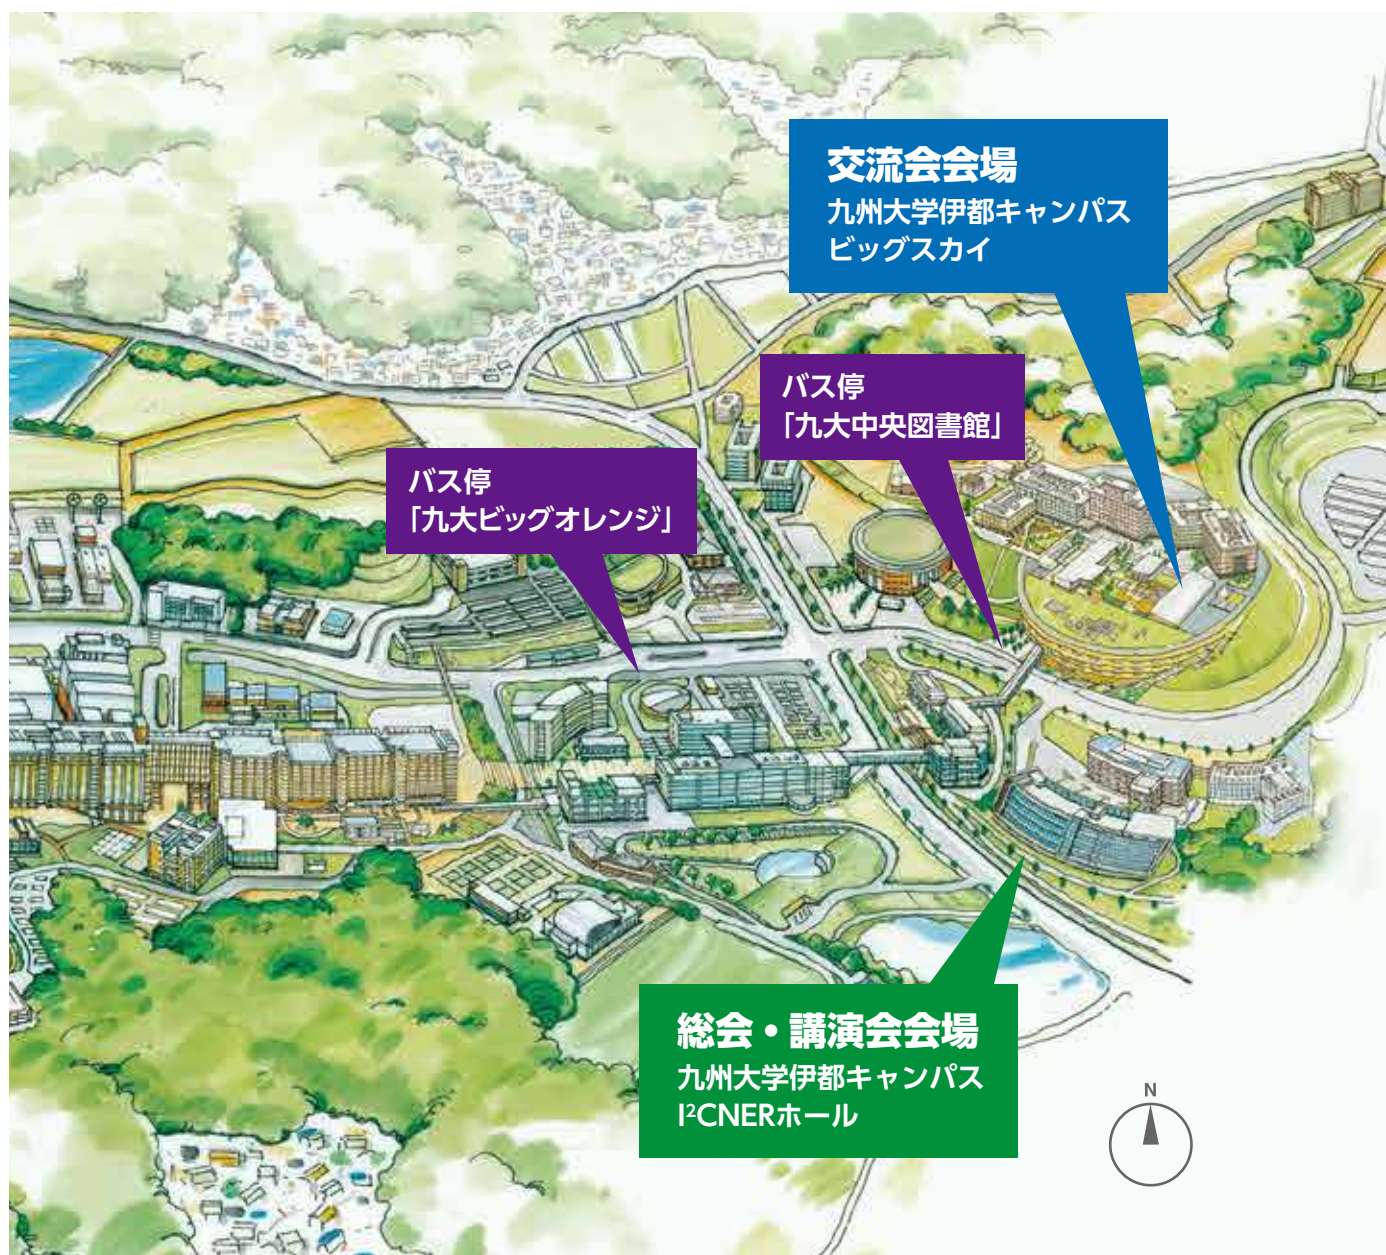 交流会会場
九州大学伊都キャンパス
ビッグスカイ
バス停
「九大中央図書館」
バス停
「九大ビッグオレンジ」
総会・講演会会場
九州大学伊都キャンパス
I²CNERホール
N